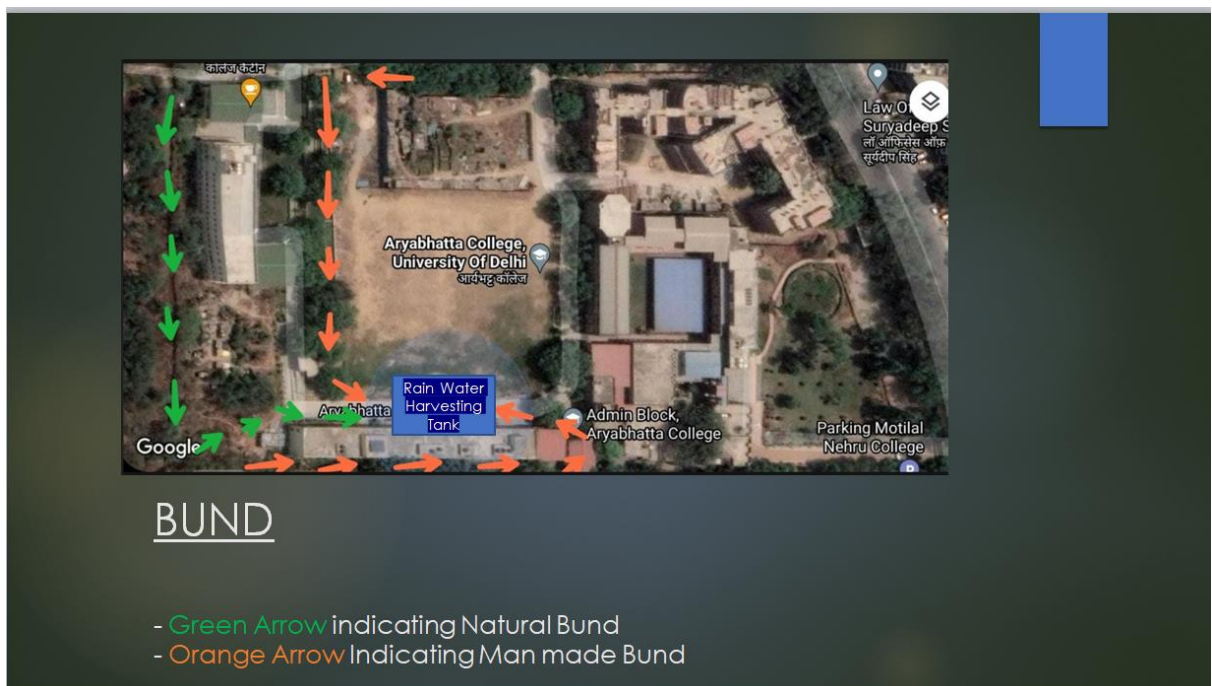 कॉलेज कैंटीन
Law O
Suryadeep S
लॉ ऑफिसेस ऑफ़
सूर्यदीप सिंह
Aryabhatta College,
University Of Delhi
आर्यभट्ट कॉलेज
Rain Water
Harvesting
Tank
Aryabhatta
Admin Block,
Aryabhatta College
Parking Motilal
Nehru College
P
Google
BUND
- Green Arrow indicating Natural Bund
- Orange Arrow Indicating Man made Bund